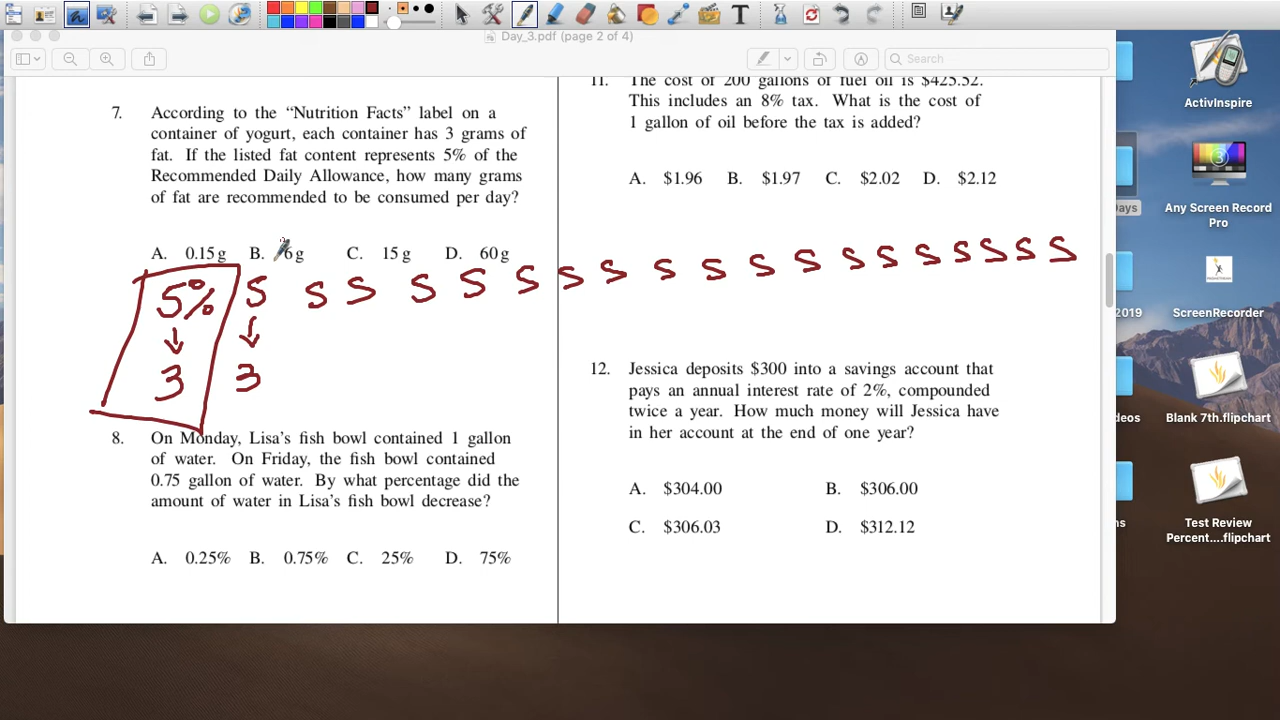 Day_3.pdf (page 2 of 4)
Search
7. According to the “Nutrition Facts” label on a
container of yogurt, each container has 3 grams of
fat. If the listed fat content represents 5% of the
Recommended Daily Allowance, how many grams
of fat are recommended to be consumed per day?
A. 0.15 g B. 6 g C. 15 g D. 60 g
5% 5 5 5 5 5 5 5 5 5 5 5 5 5 5 5 5 5 5 5
3 3
8. On Monday, Lisa’s fish bowl contained 1 gallon
of water. On Friday, the fish bowl contained
0.75 gallon of water. By what percentage did the
amount of water in Lisa’s fish bowl decrease?
A. 0.25% B. 0.75% C. 25% D. 75%
11. The cost of 200 gallons of fuel oil is $425.52.
This includes an 8% tax. What is the cost of
1 gallon of oil before the tax is added?
A. $1.96 B. $1.97 C. $2.02 D. $2.12
12. Jessica deposits $300 into a savings account that
pays an annual interest rate of 2%, compounded
twice a year. How much money will Jessica have
in her account at the end of one year?
A. $304.00 B. $306.00
C. $306.03 D. $312.12
ActivInspire
Days
Any Screen Record
Pro
2019
ScreenRecorder
deos
Blank 7th.flipchart
ns
Test Review
Percent....flipchart